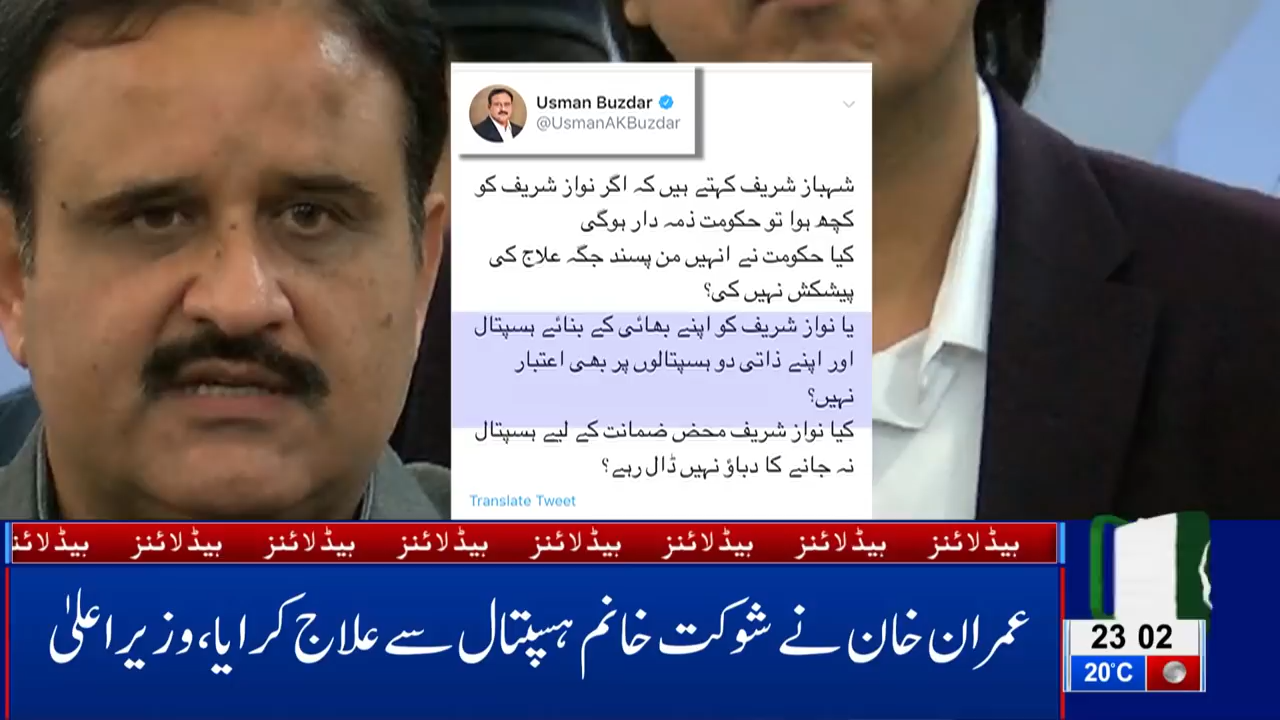 Usman Buzdar
@UsmanAKBuzdar
شہباز شریف کہتے ہیں کہ اگر نواز شریف کو
کچھ ہوا تو حکومت ذمہ دار ہوگی
کیا حکومت نے انہیں من پسند جگہ علاج کی
پیشکش نہیں کی؟
یا نواز شریف کو اپنے بھائی کے بنائے ہسپتال
اور اپنے ذاتی دو ہسپتالوں پر بھی اعتبار
نہیں؟
کیا نواز شریف محض ضمانت کے لیے ہسپتال
نہ جانے کا دباؤ نہیں ڈال رہے؟
Translate Tweet
ہیڈلائنز ہیڈلائنز ہیڈلائنز ہیڈلائنز ہیڈلائنز ہیڈلائنز ہیڈلائنز ہیڈلائنز
عمران خان نے شوکت خانم ہسپتال سے علاج کرایا، وزیراعلیٰ
23 02
20°C